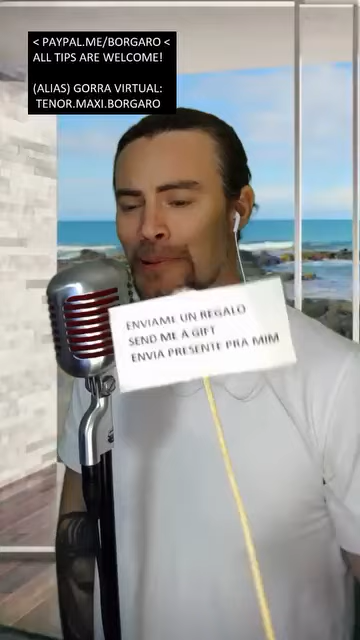 < PAYPAL.ME/BORGARO <
ALL TIPS ARE WELCOME!
(ALIAS) GORRA VIRTUAL:
TENOR.MAXI.BORGARO
ENVIAME UN REGALO
SEND ME A GIFT
ENVIA PRESENTE PRA MIM